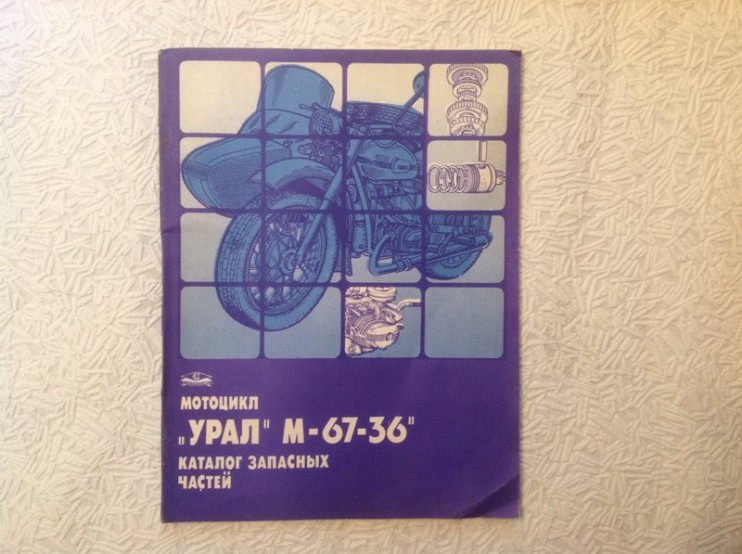 МОТОЦИКЛ
„УРАЛ" М-67-36"
КАТАЛОГ ЗАПАСНЫХ
ЧАСТЕЙ